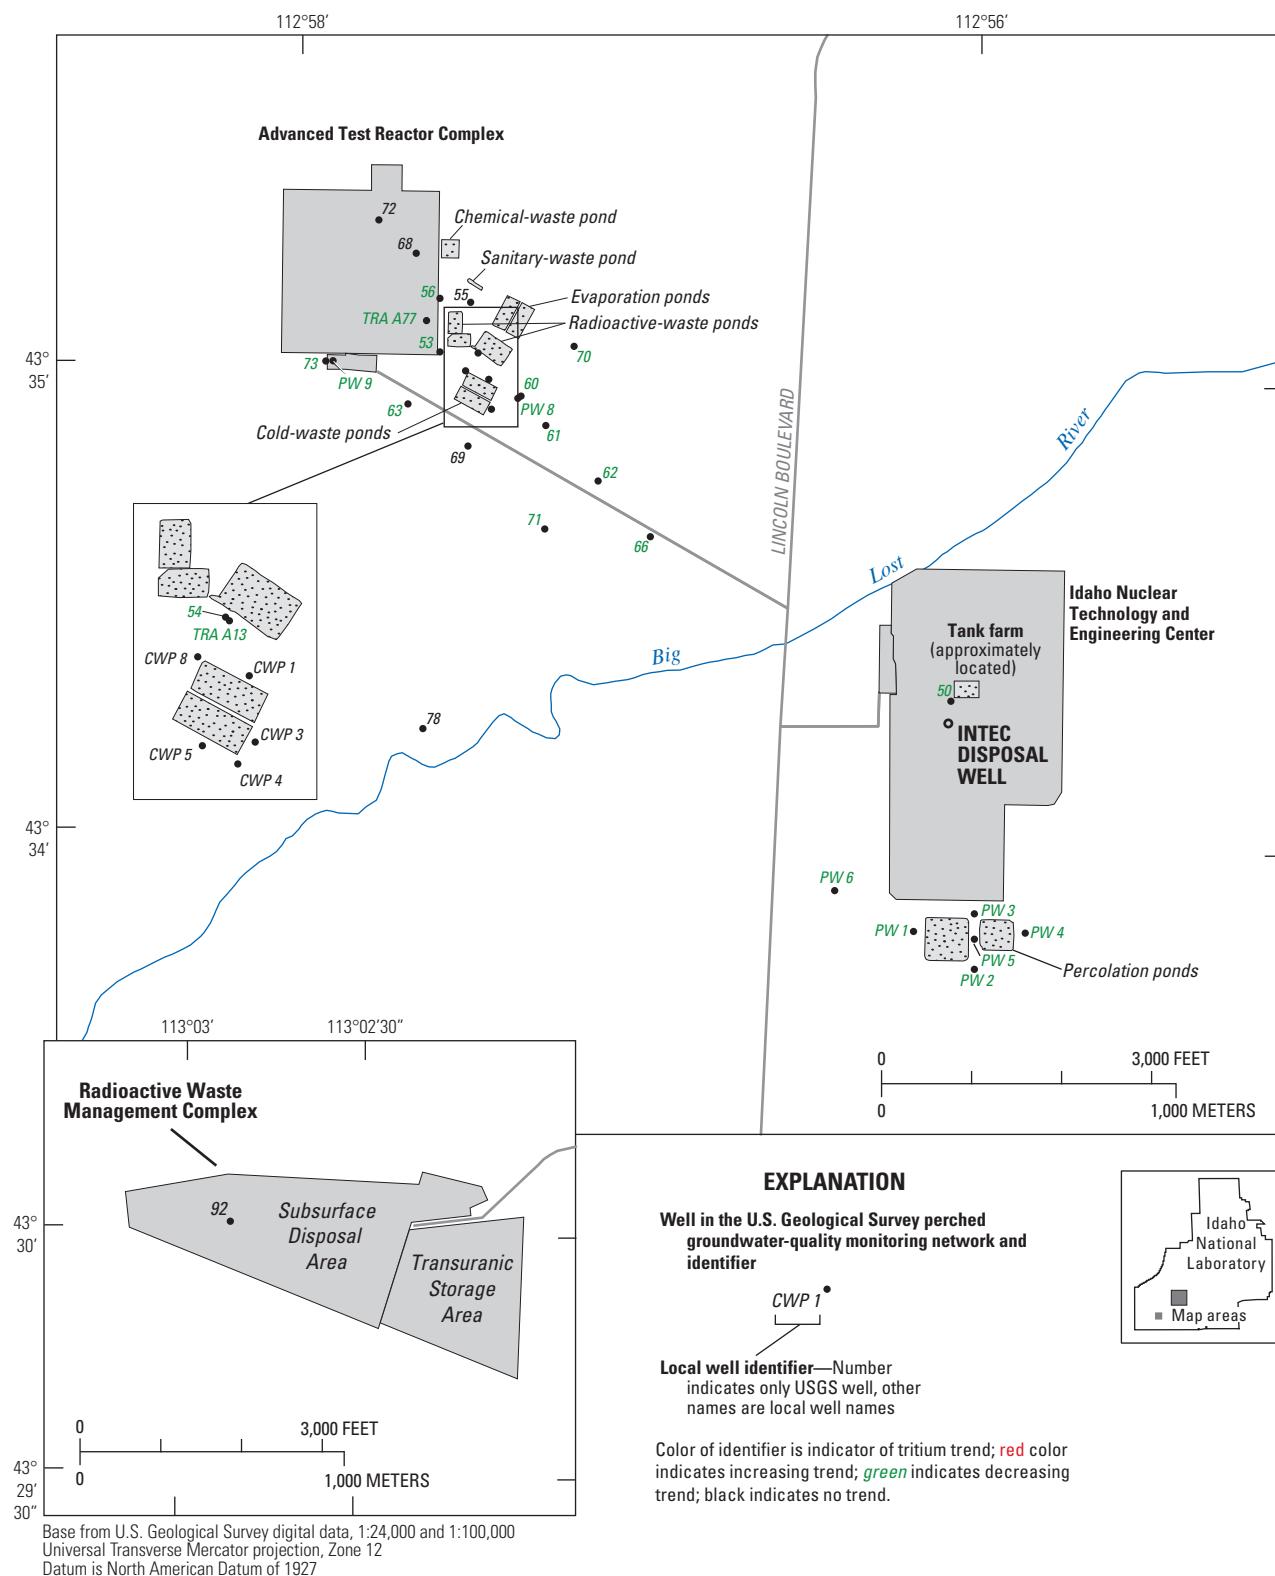 112°58′
112°56′
Advanced Test Reactor Complex
72
Chemical-waste pond
68
Sanitary-waste pond
56
55
Evaporation ponds
TRA A77
Radioactive-waste ponds
53
70
43°
35′
73
PW 9
60
63
PW 8
Cold-waste ponds
61
69
62
71
66
LINCOLN BOULEVARD
River
Lost
Big
54
TRA A13
CWP 8
CWP 1
CWP 3
CWP 5
CWP 4
78
Idaho Nuclear
Technology and
Engineering Center
Tank farm
(approximately
located)
50
INTEC
DISPOSAL
WELL
43°
34′
PW 6
PW 3
PW 1
PW 4
PW 5
PW 2
Percolation ponds
0
3,000 FEET
0
1,000 METERS
113°03′
113°02′30″
Radioactive Waste
Management Complex
92
Subsurface
Disposal
Area
Transuranic
Storage
Area
43°
30′
0
3,000 FEET
0
1,000 METERS
43°
29′
30″
EXPLANATION
Well in the U.S. Geological Survey perched
groundwater-quality monitoring network and
identifier
CWP 1
Local well identifier—Number
indicates only USGS well, other
names are local well names
Color of identifier is indicator of tritium trend; red color
indicates increasing trend; green indicates decreasing
trend; black indicates no trend.
Idaho
National
Laboratory
Map areas
Base from U.S. Geological Survey digital data, 1:24,000 and 1:100,000
Universal Transverse Mercator projection, Zone 12
Datum is North American Datum of 1927